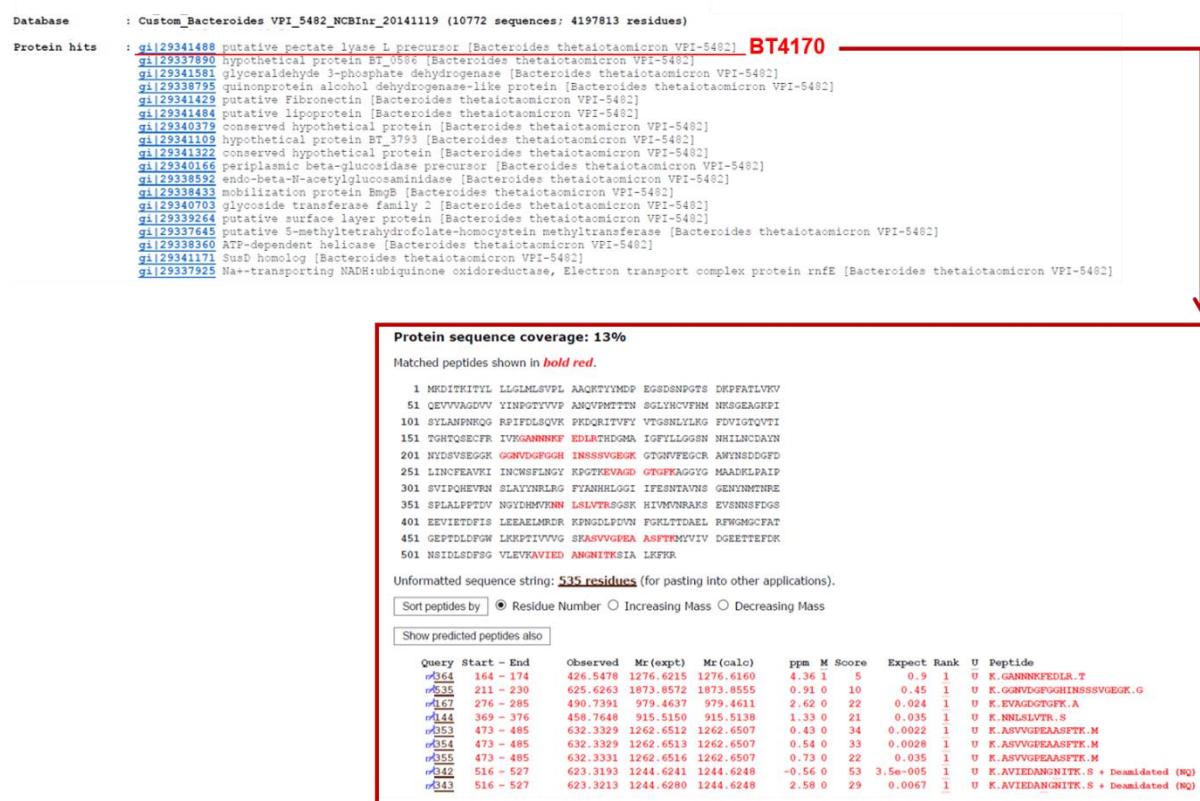 Database : Custom_Bacteroides VPI_5482_NCBInr_20141119 (10772 sequences; 4197813 residues)
Protein hits : gi|29341488 putative pectate lyase L precursor [Bacteroides thetaiotaomicron VPI-5482] BT4170
gi|29337890 hypothetical protein BT_0586 [Bacteroides thetaiotaomicron VPI-5482]
gi|29341581 glyceraldehyde 3-phosphate dehydrogenase [Bacteroides thetaiotaomicron VPI-5482]
gi|29338795 quinonprotein alcohol dehydrogenase-like protein [Bacteroides thetaiotaomicron VPI-5482]
gi|29341429 putative Fibronectin [Bacteroides thetaiotaomicron VPI-5482]
gi|29341484 putative lipoprotein [Bacteroides thetaiotaomicron VPI-5482]
gi|29340379 conserved hypothetical protein [Bacteroides thetaiotaomicron VPI-5482]
gi|29341109 hypothetical protein BT_3793 [Bacteroides thetaiotaomicron VPI-5482]
gi|29341322 conserved hypothetical protein [Bacteroides thetaiotaomicron VPI-5482]
gi|29340166 periplasmic beta-glucosidase precursor [Bacteroides thetaiotaomicron VPI-5482]
gi|29338592 endo-beta-N-acetylglucosaminidase [Bacteroides thetaiotaomicron VPI-5482]
gi|29338433 mobilization protein BmgB [Bacteroides thetaiotaomicron VPI-5482]
gi|29340703 glycoside transferase family 2 [Bacteroides thetaiotaomicron VPI-5482]
gi|29339264 putative surface layer protein [Bacteroides thetaiotaomicron VPI-5482]
gi|29337645 putative 5-methyltetrahydrofolate-homocystein methyltransferase [Bacteroides thetaiotaomicron VPI-5482]
gi|29338360 ATP-dependent helicase [Bacteroides thetaiotaomicron VPI-5482]
gi|29341171 SusD homolog [Bacteroides thetaiotaomicron VPI-5482]
gi|29337925 Na+-transporting NADH:ubiquinone oxidoreductase, Electron transport complex protein rnfE [Bacteroides thetaiotaomicron VPI-5482]
Protein sequence coverage: 13%
Matched peptides shown in bold red.
1 MKDITKITYL LLGLMLSVPL AAQKTYYMDP EGSDSNPGTS DKPFATLVKV
51 QEVVVAGDVV YINPGTYVVP ANQVPMTTTN SGLYHCVFHM NKSGEAGKPI
101 SYLANPNKQG RPIFDLSQVK PKDQRITVFY VTGSNLYLKG FDVIGTQVTI
151 TGHTQSECFR IVKGANNNKF EDLRTHDGMA IGFYLLGGSN NHILNCDAYN
201 NYDSVSEGGK GGNVDGFGGH INSSSVGEGK GTGNVFEGCR AWYNSDDGFD
251 LINCFEAVKI INCWSFLNGY KPGTKEVAGD GTGFKAGGYG MAADKLPAIP
301 SVIPQHEVRN SLAYYNRLRG FYANHHLGGI IFESNTAVNS GENYNMTNRE
351 SPLALPPTDV NGYDHMVKNN LSLVTRSGSK HIVMVNRAKS EVSNNSFDGS
401 EEVIETDFIS LEEAELMRDR KPNGDLPDVN FGKLTTDAEL RFWGMGCFAT
451 GEPTDLDFGW LKKPTIVVVG SKASVVGPEA ASFTKMYVIV DGEETTEFDK
501 NSIDLSDFSG VLEVKAVIED ANGNITKSIA LKFKR
Unformatted sequence string: 535 residues (for pasting into other applications).
Sort peptides by Residue Number Increasing Mass Decreasing Mass
Show predicted peptides also
Query Start - End Observed Mr(expt) Mr(calc) ppm M Score Expect Rank U Peptide
364 164 - 174 426.5478 1276.6215 1276.6160 4.36 1 5 0.9 1 U K.GANNNKFEDLR.T
535 211 - 230 625.6263 1873.8572 1873.8555 0.91 0 10 0.45 1 U K.GGNVDGFGGHINSSSVGEGK.G
167 276 - 285 490.7391 979.4637 979.4611 2.62 0 22 0.024 1 U K.EVAGDGTGFK.A
144 369 - 376 458.7648 915.5150 915.5138 1.33 0 21 0.035 1 U K.NNLSLVTR.S
353 473 - 485 632.3329 1262.6512 1262.6507 0.43 0 34 0.0022 1 U K.ASVVGPEAASFTK.M
354 473 - 485 632.3329 1262.6513 1262.6507 0.54 0 33 0.0028 1 U K.ASVVGPEAASFTK.M
355 473 - 485 632.3331 1262.6516 1262.6507 0.73 0 22 0.035 1 U K.ASVVGPEAASFTK.M
342 516 - 527 623.3193 1244.6241 1244.6248 -0.56 0 53 3.5e-005 1 U K.AVIEDANGNITK.S + Deamidated (NQ)
343 516 - 527 623.3213 1244.6280 1244.6248 2.58 0 29 0.0067 1 U K.AVIEDANGNITK.S + Deamidated (NQ)